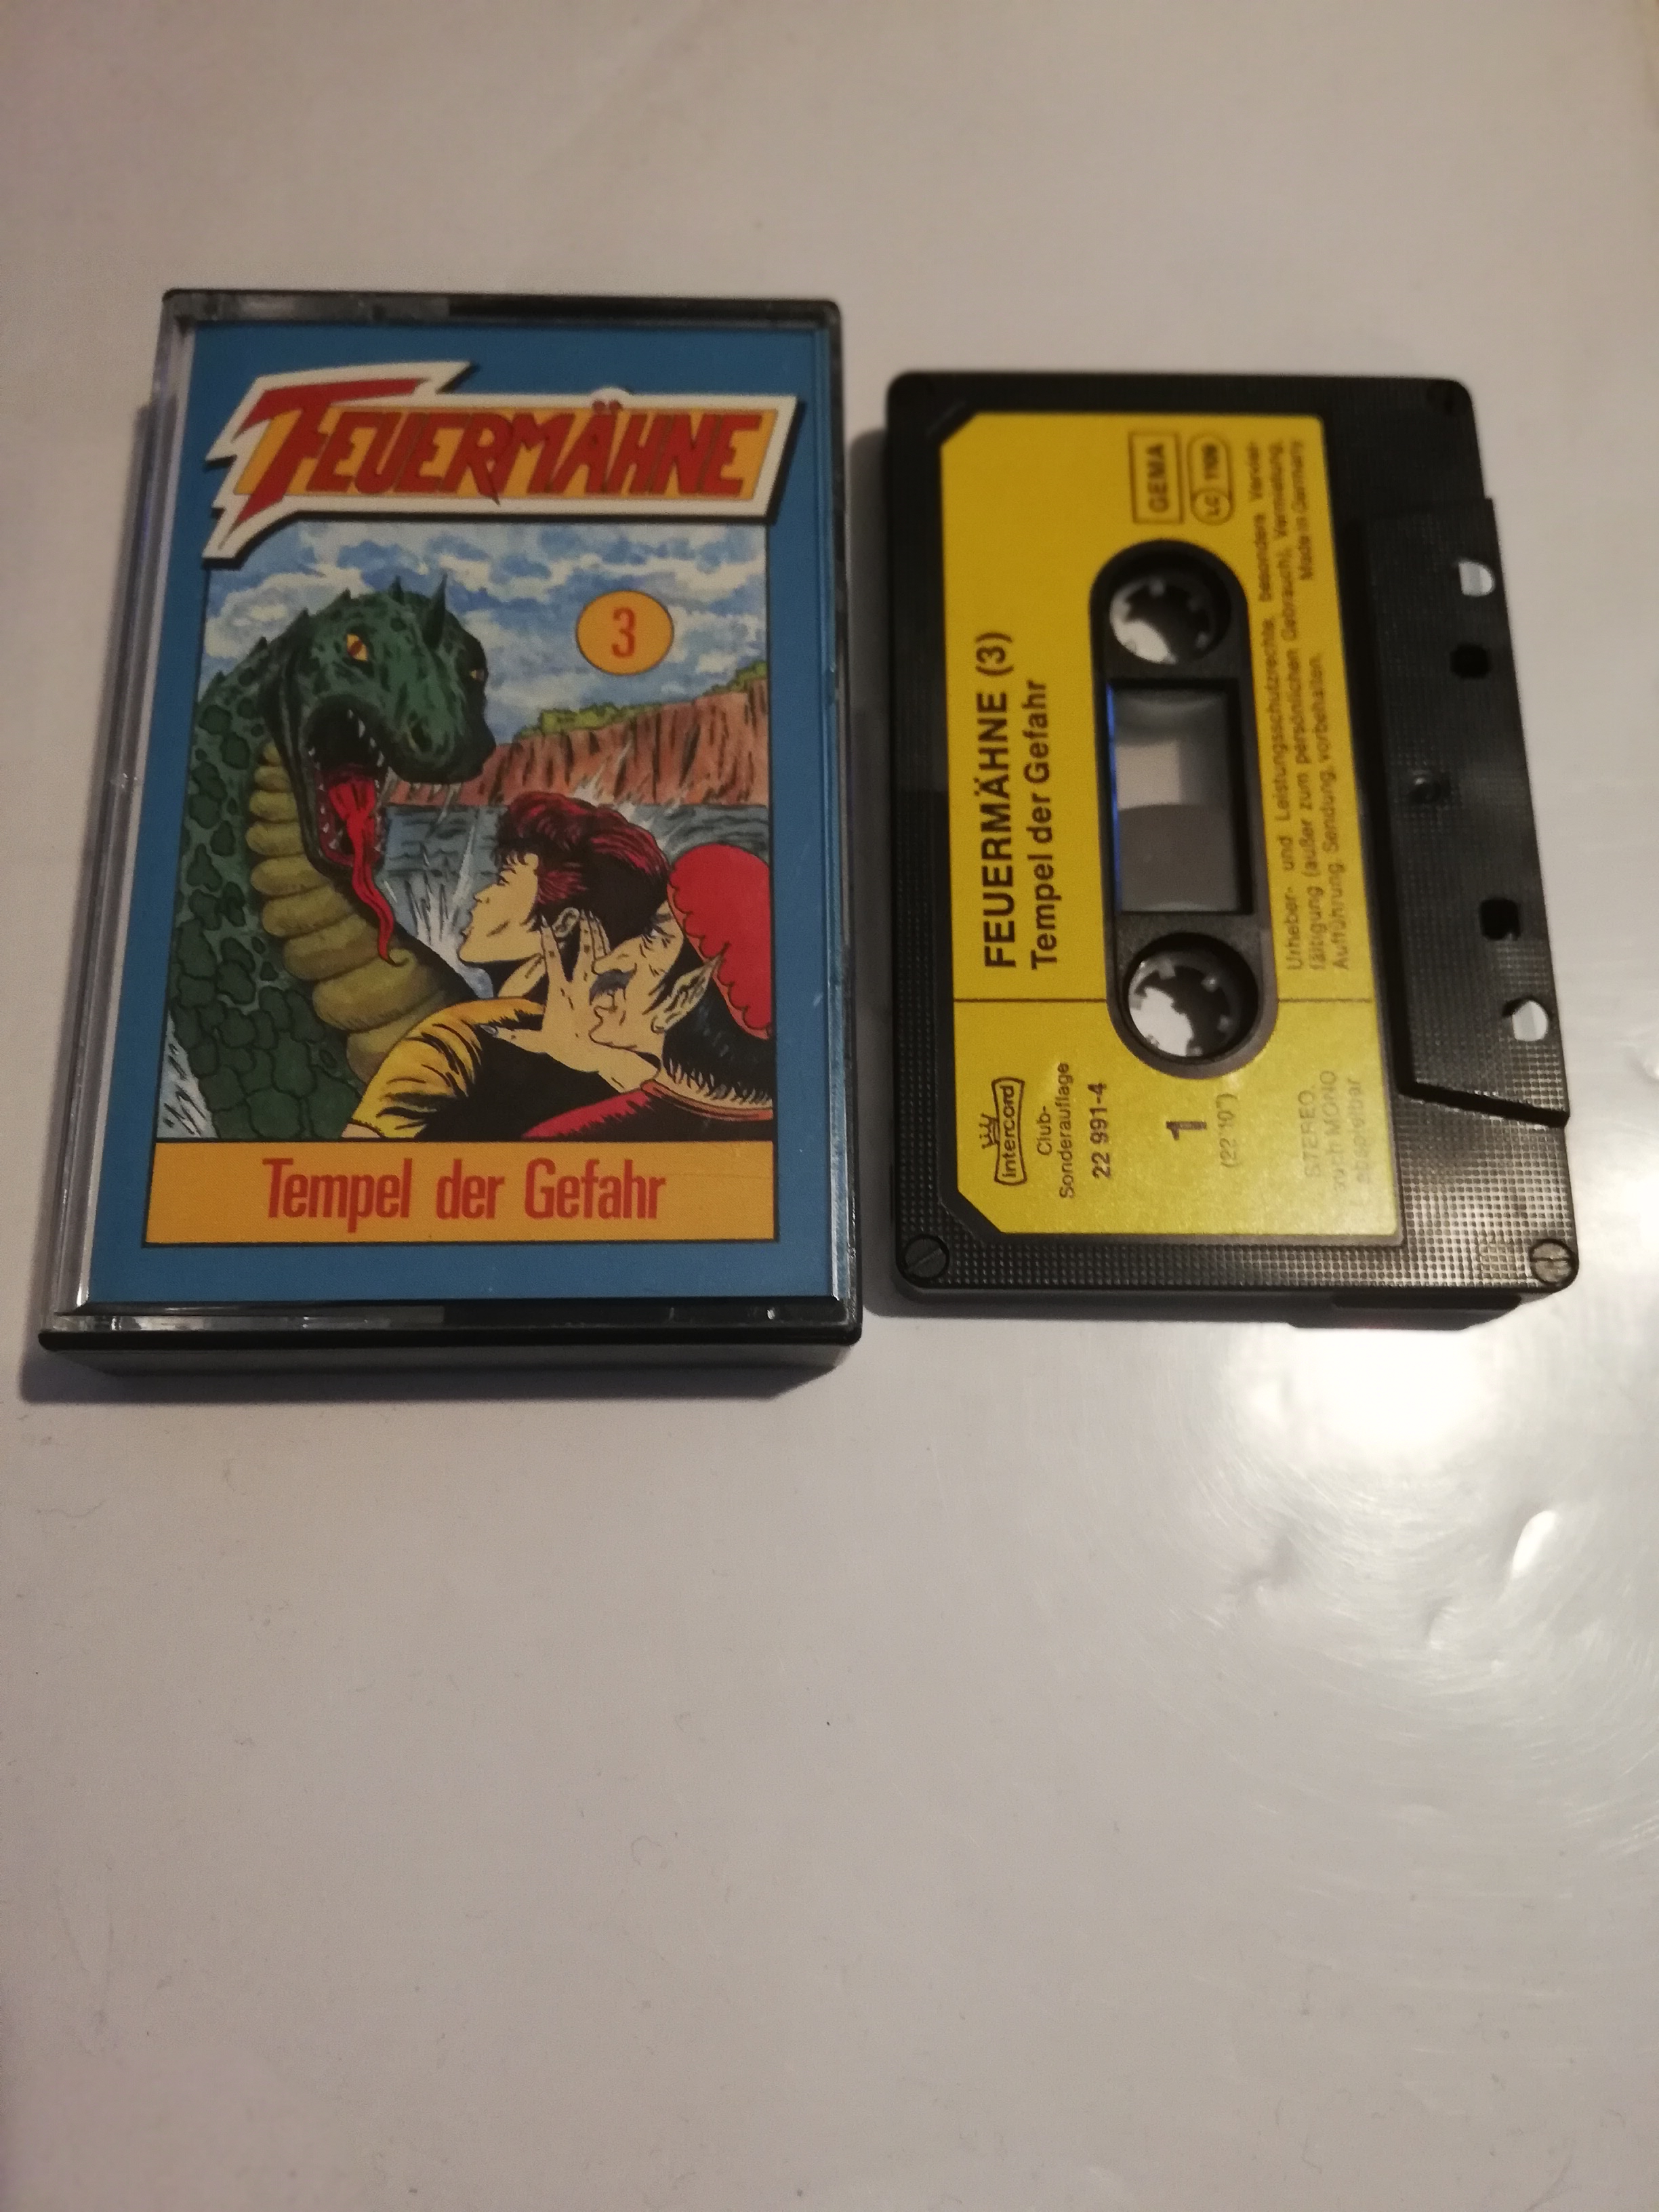 FEUERMÄHNE
3
Tempel der Gefahr
FEUERMÄHNE (3)
Tempel der Gefahr
GEMA
LC
Urheber- und Leistungsschutzrechte, besonders Verviel-
fältigung (außer zum persönlichen Gebrauch), Vermietung,
Aufführung, Sendung, vorbehalten. Made in Germany
intercord
Club-
Sonderauflage
22 991-4
1
(22'10")
STEREO,
auch MONO
abspielbar